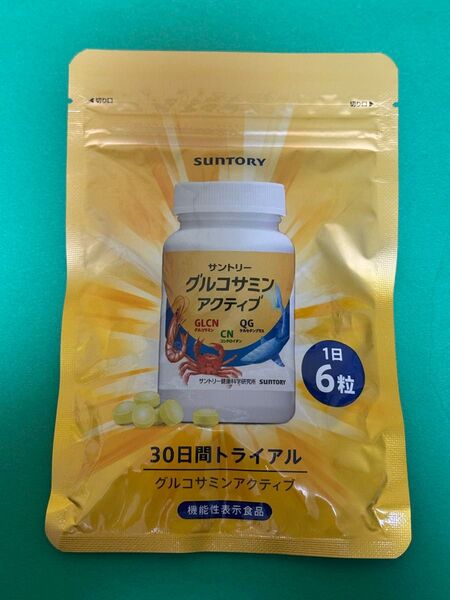 ◀切り口
切り口▶
SUNTORY
サントリー
グルコサミン
アクティブ
GLCN
グルコサミン
QG
ケルセチンプラス
CN
コンドロイチン
サントリー健康科学研究所 SUNTORY
1日
6粒
30日間トライアル
グルコサミンアクティブ
機能性表示食品